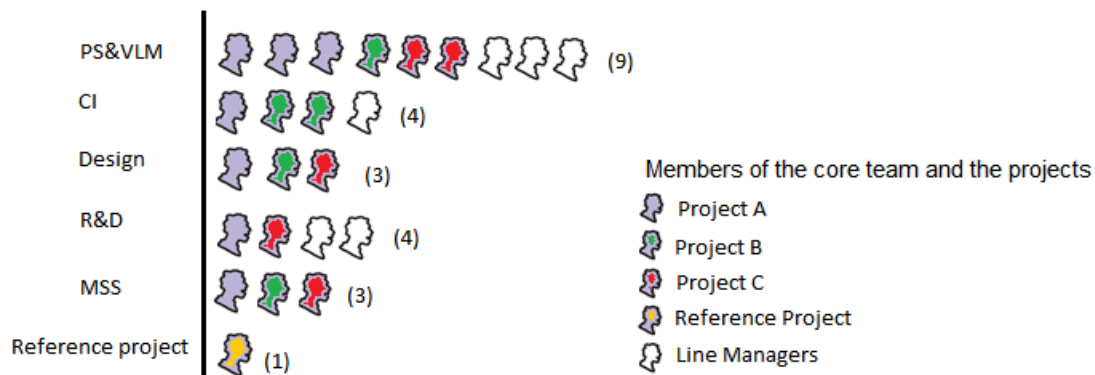 PS&VLM (9)
CI (4)
Design (3)
R&D (4)
MSS (3)
Reference project (1)
Members of the core team and the projects
Project A
Project B
Project C
Reference Project
Line Managers